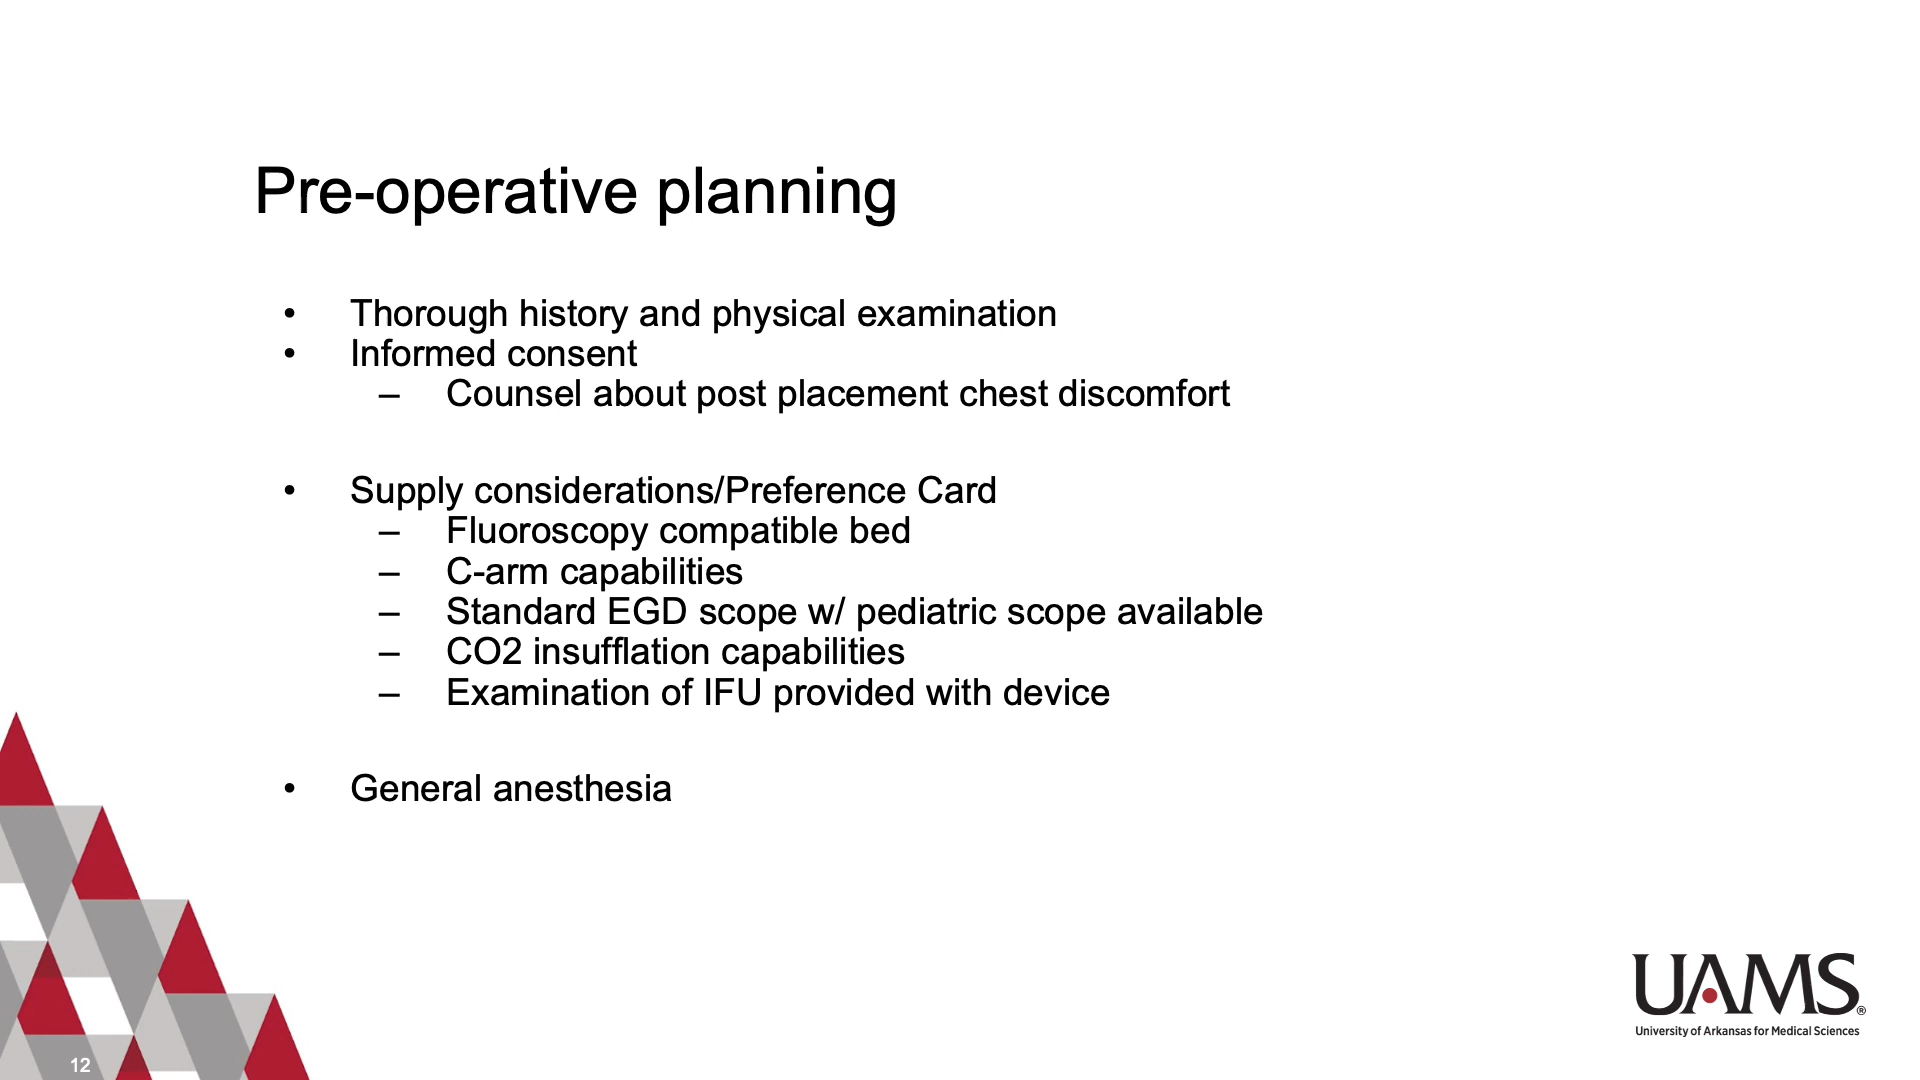 Pre-operative planning
• Thorough history and physical examination
• Informed consent
– Counsel about post placement chest discomfort
• Supply considerations/Preference Card
– Fluoroscopy compatible bed
– C-arm capabilities
– Standard EGD scope w/ pediatric scope available
– CO2 insufflation capabilities
– Examination of IFU provided with device
• General anesthesia
UAMS®
University of Arkansas for Medical Sciences
12